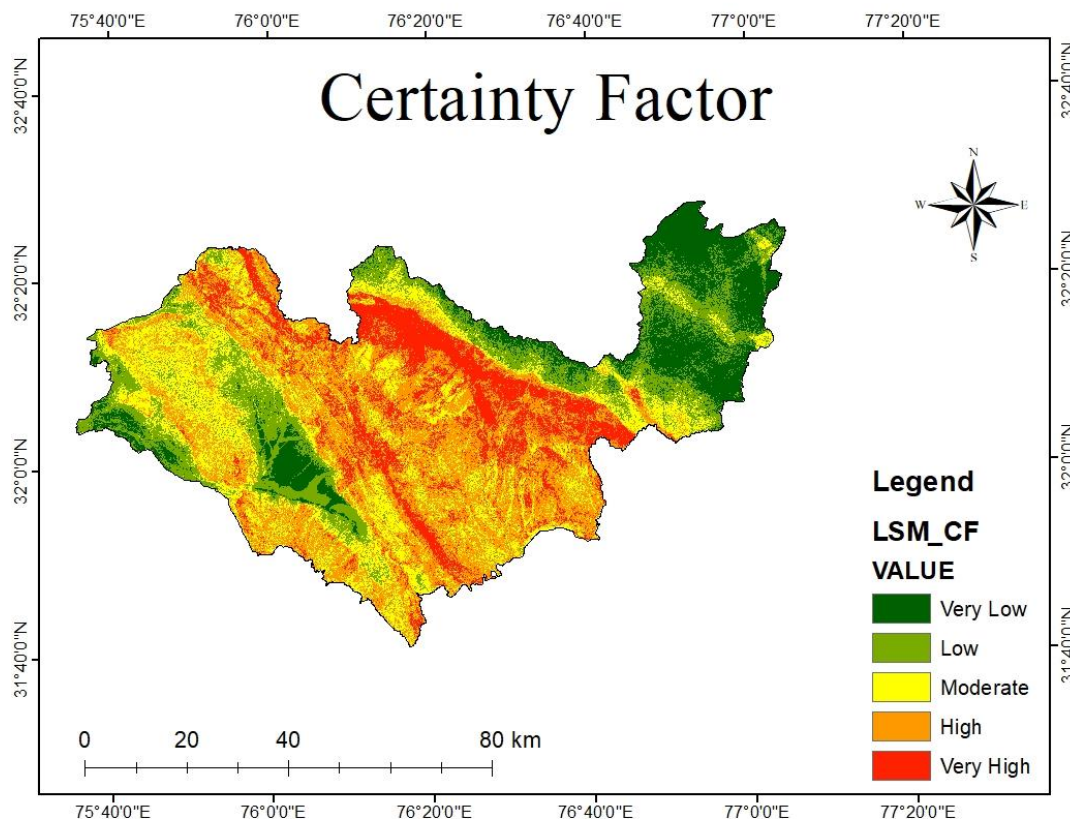 75°40'0"E 76°0'0"E 76°20'0"E 76°40'0"E 77°0'0"E 77°20'0"E
32°40'0"N
32°20'0"N
32°0'0"N
31°40'0"N
Certainty Factor
N
W E
S
32°40'0"N
32°20'0"N
32°0'0"N
31°40'0"N
Legend
LSM_CF
VALUE
Very Low
Low
Moderate
High
Very High
0 20 40 80 km
75°40'0"E 76°0'0"E 76°20'0"E 76°40'0"E 77°0'0"E 77°20'0"E